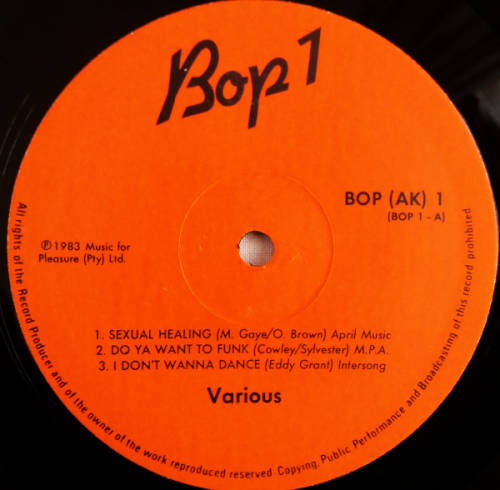 Bop 1
BOP (AK) 1
(BOP 1 - A)
℗ 1983 Music for
Pleasure (Pty) Ltd.
1. SEXUAL HEALING (M. Gaye/O. Brown) April Music
2. DO YA WANT TO FUNK (Cowley/Sylvester) M.P.A.
3. I DON'T WANNA DANCE (Eddy Grant) Intersong
Various
All rights of the Record Producer and of the owner of the work reproduced reserved Copying, Public Performance and Broadcasting of this record prohibited